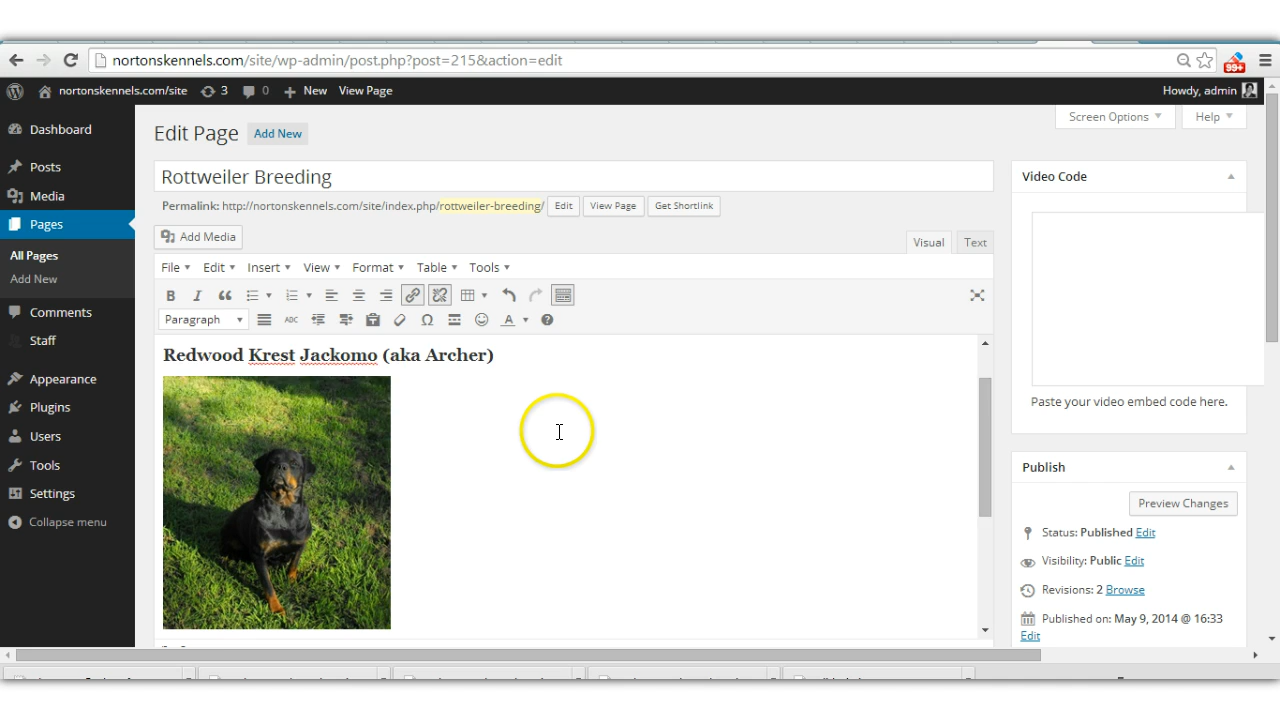 nortonskennels.com/site/wp-admin/post.php?post=215&action=edit
99+
nortonskennels.com/site 3 0 New View Page Howdy, admin
Screen Options Help
Dashboard
Posts
Media
Pages
All Pages
Add New
Comments
Staff
Appearance
Plugins
Users
Tools
Settings
Collapse menu
Edit Page Add New
Rottweiler Breeding
Permalink: http://nortonskennels.com/site/index.php/rottweiler-breeding/ Edit View Page Get Shortlink
Add Media
Visual Text
File Edit Insert View Format Table Tools
B I
Paragraph ABC Ω A
Redwood Krest Jackomo (aka Archer)
Video Code
Paste your video embed code here.
Publish
Preview Changes
Status: Published Edit
Visibility: Public Edit
Revisions: 2 Browse
Published on: May 9, 2014 @ 16:33
Edit